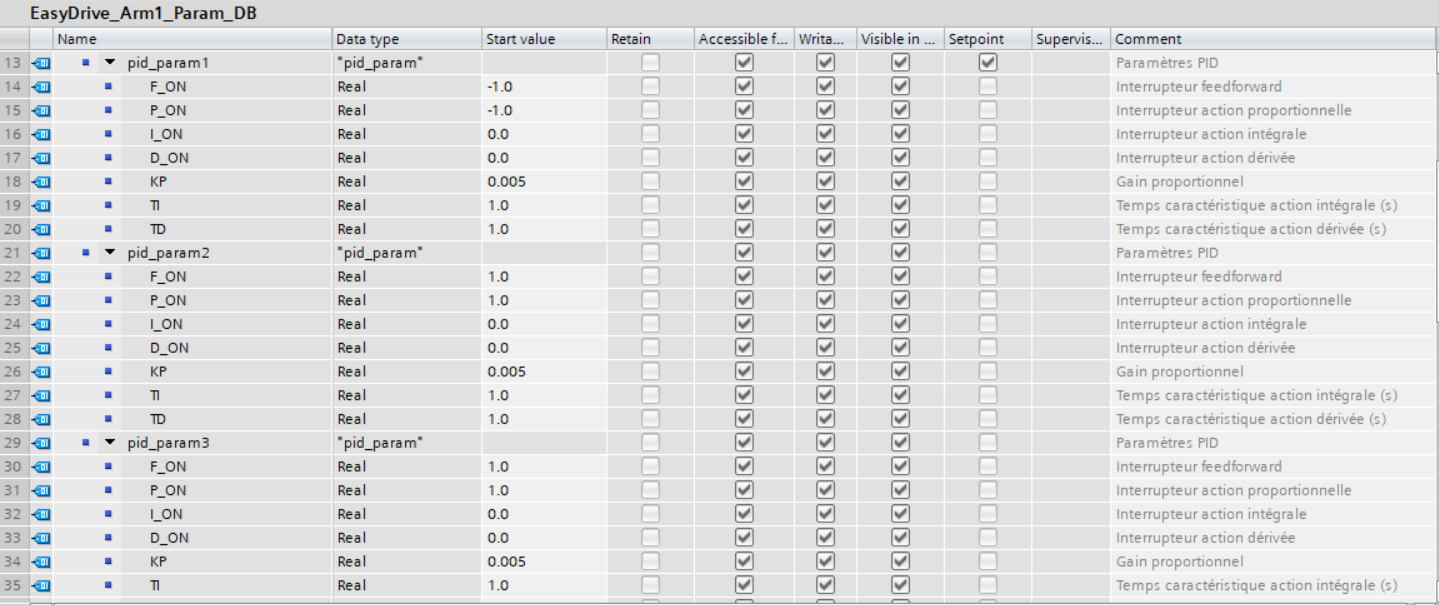 EasyDrive_Arm1_Param_DB
Name Data type Start value Retain Accessible f... Writa... Visible in ... Setpoint Supervis... Comment
13 pid_param1 "pid_param" Paramètres PID
14 F_ON Real -1.0 Interrupteur feedforward
15 P_ON Real -1.0 Interrupteur action proportionnelle
16 I_ON Real 0.0 Interrupteur action intégrale
17 D_ON Real 0.0 Interrupteur action dérivée
18 KP Real 0.005 Gain proportionnel
19 TI Real 1.0 Temps caractéristique action intégrale (s)
20 TD Real 1.0 Temps caractéristique action dérivée (s)
21 pid_param2 "pid_param" Paramètres PID
22 F_ON Real 1.0 Interrupteur feedforward
23 P_ON Real 1.0 Interrupteur action proportionnelle
24 I_ON Real 0.0 Interrupteur action intégrale
25 D_ON Real 0.0 Interrupteur action dérivée
26 KP Real 0.005 Gain proportionnel
27 TI Real 1.0 Temps caractéristique action intégrale (s)
28 TD Real 1.0 Temps caractéristique action dérivée (s)
29 pid_param3 "pid_param" Paramètres PID
30 F_ON Real 1.0 Interrupteur feedforward
31 P_ON Real 1.0 Interrupteur action proportionnelle
32 I_ON Real 0.0 Interrupteur action intégrale
33 D_ON Real 0.0 Interrupteur action dérivée
34 KP Real 0.005 Gain proportionnel
35 TI Real 1.0 Temps caractéristique action intégrale (s)